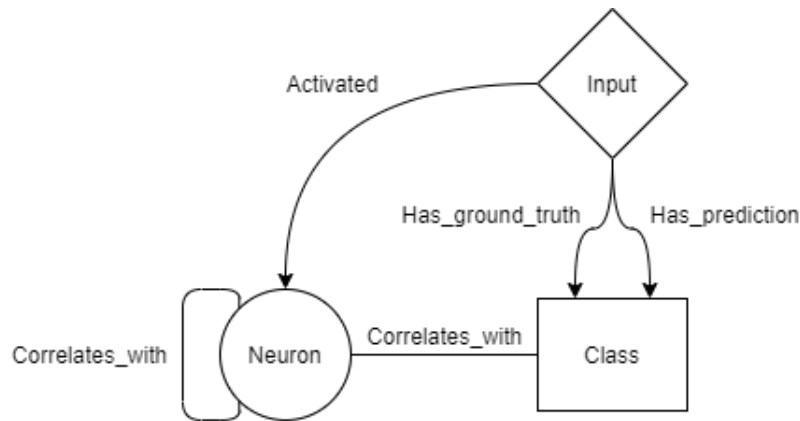 Activated
Input
Has_ground_truth
Has_prediction
Correlates_with
Neuron
Correlates_with
Class